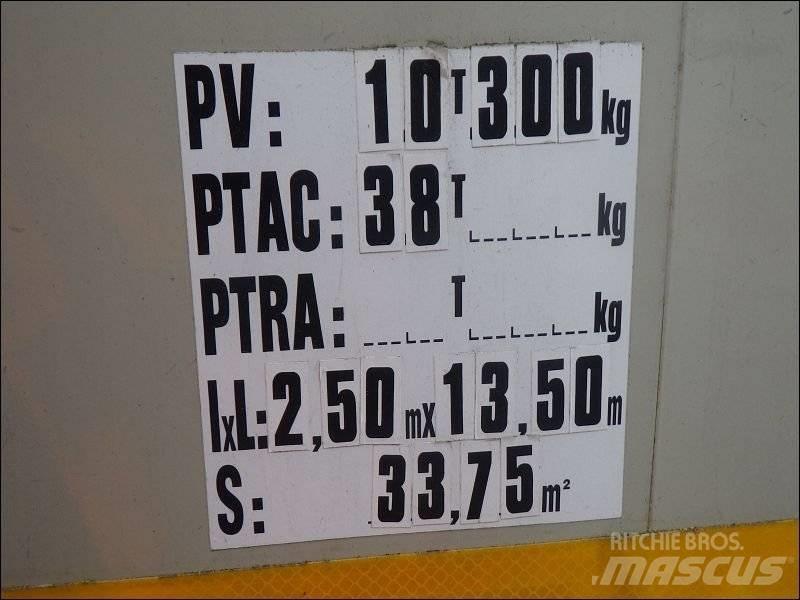 PV: 10 T 300 kg
PTAC: 38 T kg
PTRA: T kg
lxL: 2,50 mx 13,50 m
S: 33,75 m²
RITCHIE BROS.
MASCUS